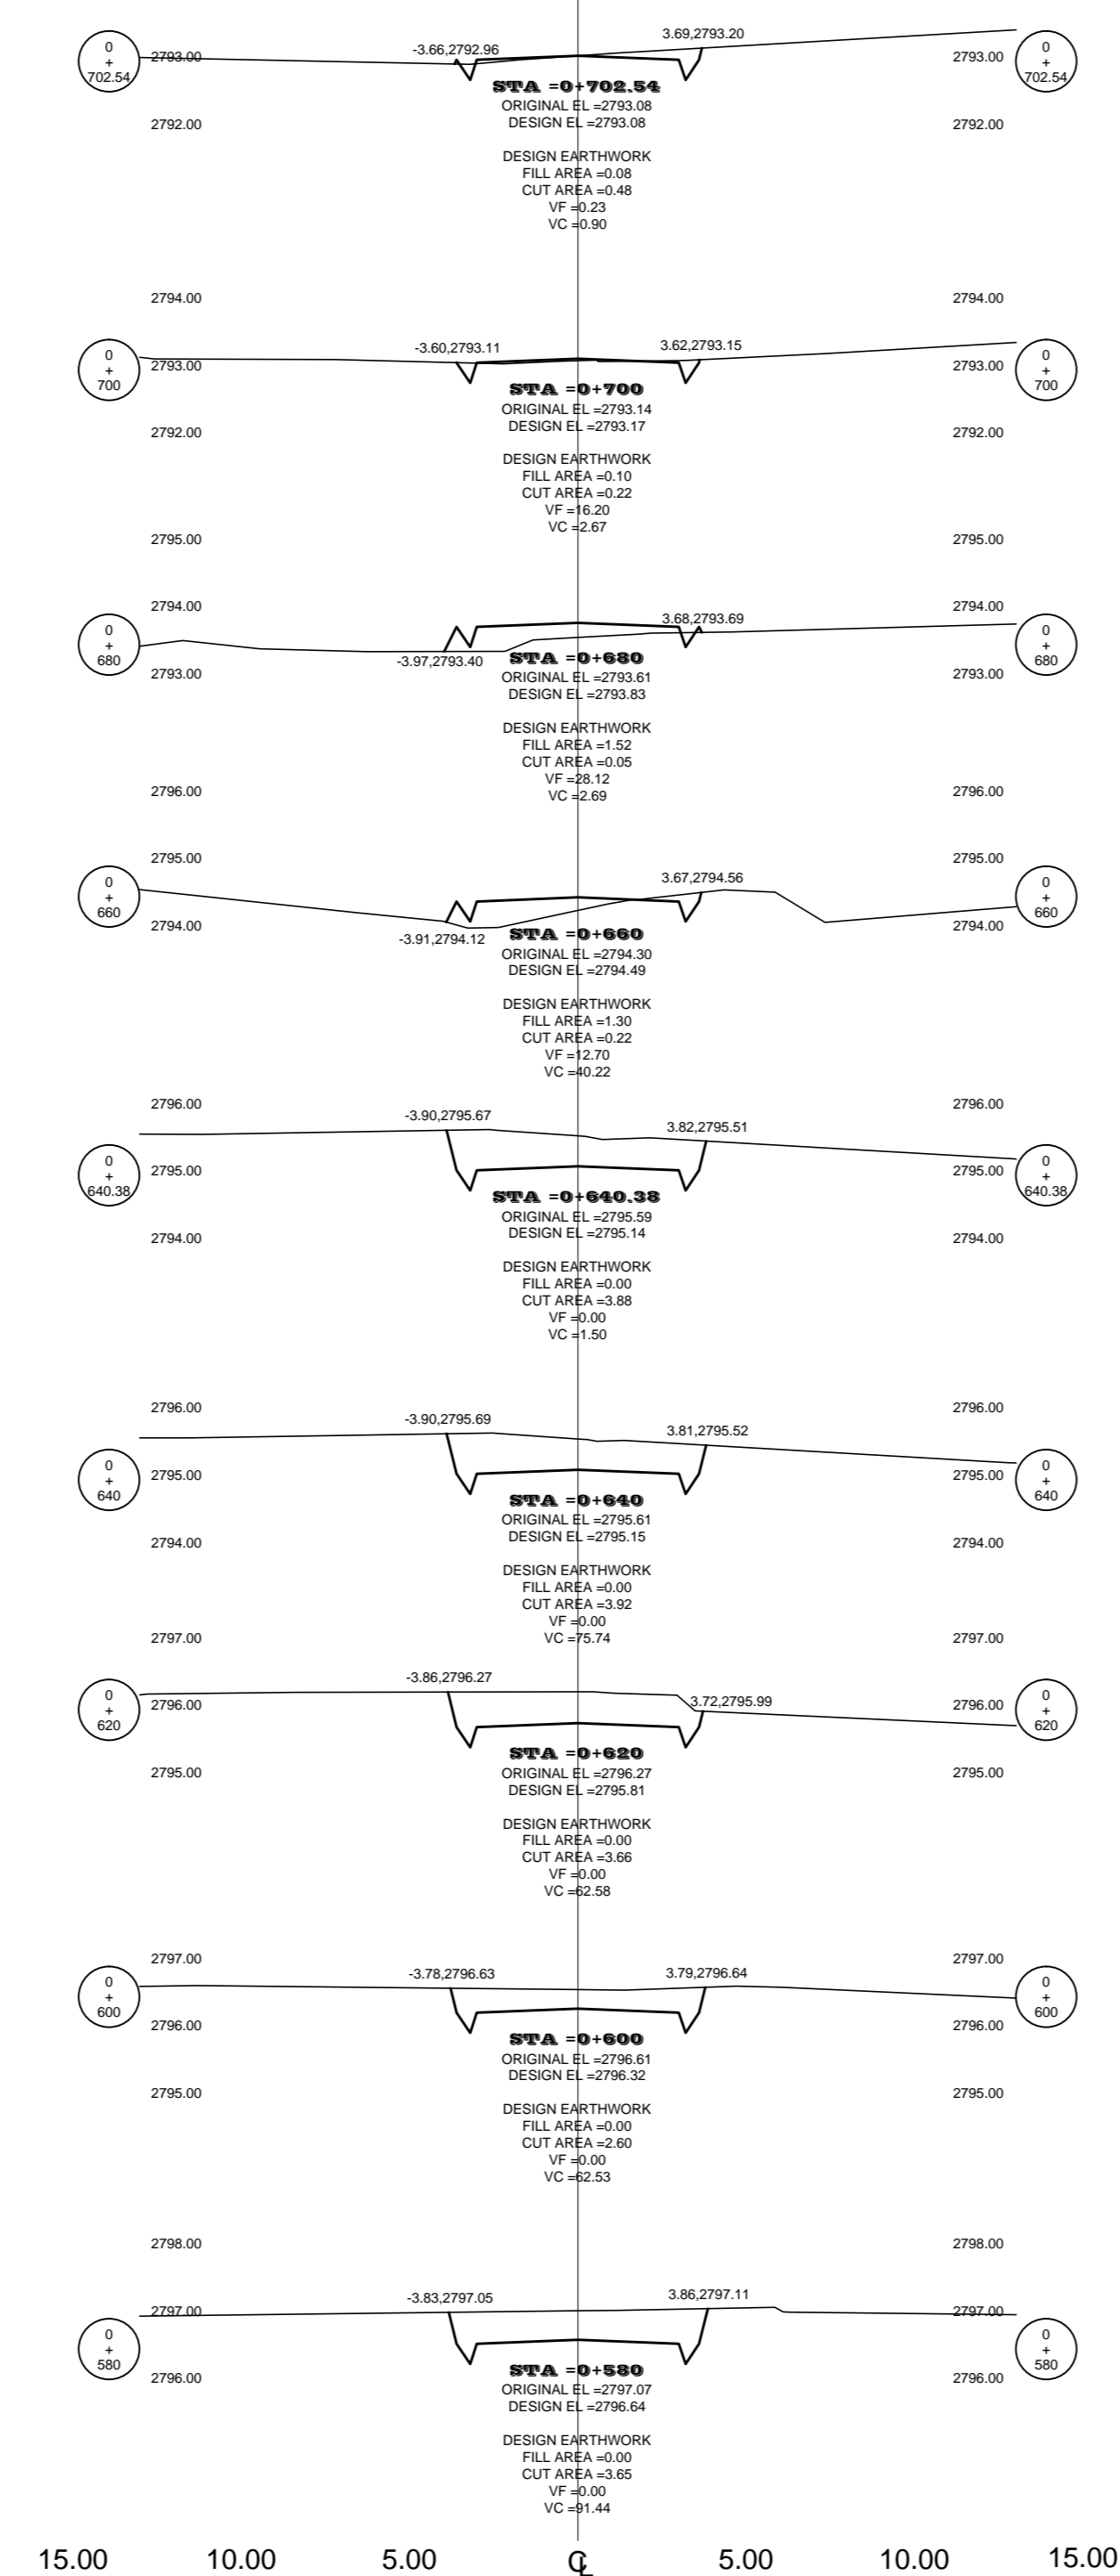 -3.66,2792.96
3.69,2793.20
0
+
702.54
2793.00
2793.00
0
+
702.54
STA =0+702.54
ORIGINAL EL =2793.08
2792.00
DESIGN EL =2793.08
2792.00
DESIGN EARTHWORK
FILL AREA =0.08
CUT AREA =0.48
VF =0.23
VC =0.90
2794.00
2794.00
-3.60,2793.11
3.62,2793.15
0
+
700
2793.00
2793.00
0
+
700
STA =0+700
ORIGINAL EL =2793.14
DESIGN EL =2793.17
2792.00
2792.00
DESIGN EARTHWORK
FILL AREA =0.10
CUT AREA =0.22
VF =16.20
VC =2.67
2795.00
2795.00
2794.00
2794.00
3.68,2793.69
0
+
680
-3.97,2793.40
0
+
680
STA =0+680
2793.00
2793.00
ORIGINAL EL =2793.61
DESIGN EL =2793.83
DESIGN EARTHWORK
FILL AREA =1.52
CUT AREA =0.05
VF =28.12
VC =2.69
2796.00
2796.00
2795.00
2795.00
3.67,2794.56
0
+
660
2794.00
2794.00
0
+
660
-3.91,2794.12
STA =0+660
ORIGINAL EL =2794.30
DESIGN EL =2794.49
DESIGN EARTHWORK
FILL AREA =1.30
CUT AREA =0.22
VF =12.70
VC =40.22
2796.00
2796.00
-3.90,2795.67
3.82,2795.51
0
+
640.38
2795.00
2795.00
0
+
640.38
STA =0+640.38
ORIGINAL EL =2795.59
DESIGN EL =2795.14
2794.00
2794.00
DESIGN EARTHWORK
FILL AREA =0.00
CUT AREA =3.88
VF =0.00
VC =1.50
2796.00
2796.00
-3.90,2795.69
3.81,2795.52
0
+
640
2795.00
2795.00
0
+
640
STA =0+640
ORIGINAL EL =2795.61
DESIGN EL =2795.15
2794.00
2794.00
DESIGN EARTHWORK
FILL AREA =0.00
CUT AREA =3.92
VF =0.00
VC =75.74
2797.00
2797.00
-3.86,2796.27
3.72,2795.99
0
+
620
2796.00
2796.00
0
+
620
STA =0+620
ORIGINAL EL =2796.27
DESIGN EL =2795.81
2795.00
2795.00
DESIGN EARTHWORK
FILL AREA =0.00
CUT AREA =3.66
VF =0.00
VC =62.58
2797.00
2797.00
-3.78,2796.63
3.79,2796.64
0
+
600
2796.00
2796.00
0
+
600
STA =0+600
ORIGINAL EL =2796.61
DESIGN EL =2796.32
2795.00
2795.00
DESIGN EARTHWORK
FILL AREA =0.00
CUT AREA =2.60
VF =0.00
VC =62.53
2798.00
2798.00
-3.83,2797.05
3.86,2797.11
2797.00
2797.00
0
+
580
0
+
580
STA =0+580
2796.00
2796.00
ORIGINAL EL =2797.07
DESIGN EL =2796.64
DESIGN EARTHWORK
FILL AREA =0.00
CUT AREA =3.65
VF =0.00
VC =91.44
15.00 10.00 5.00 CL 5.00 10.00 15.00